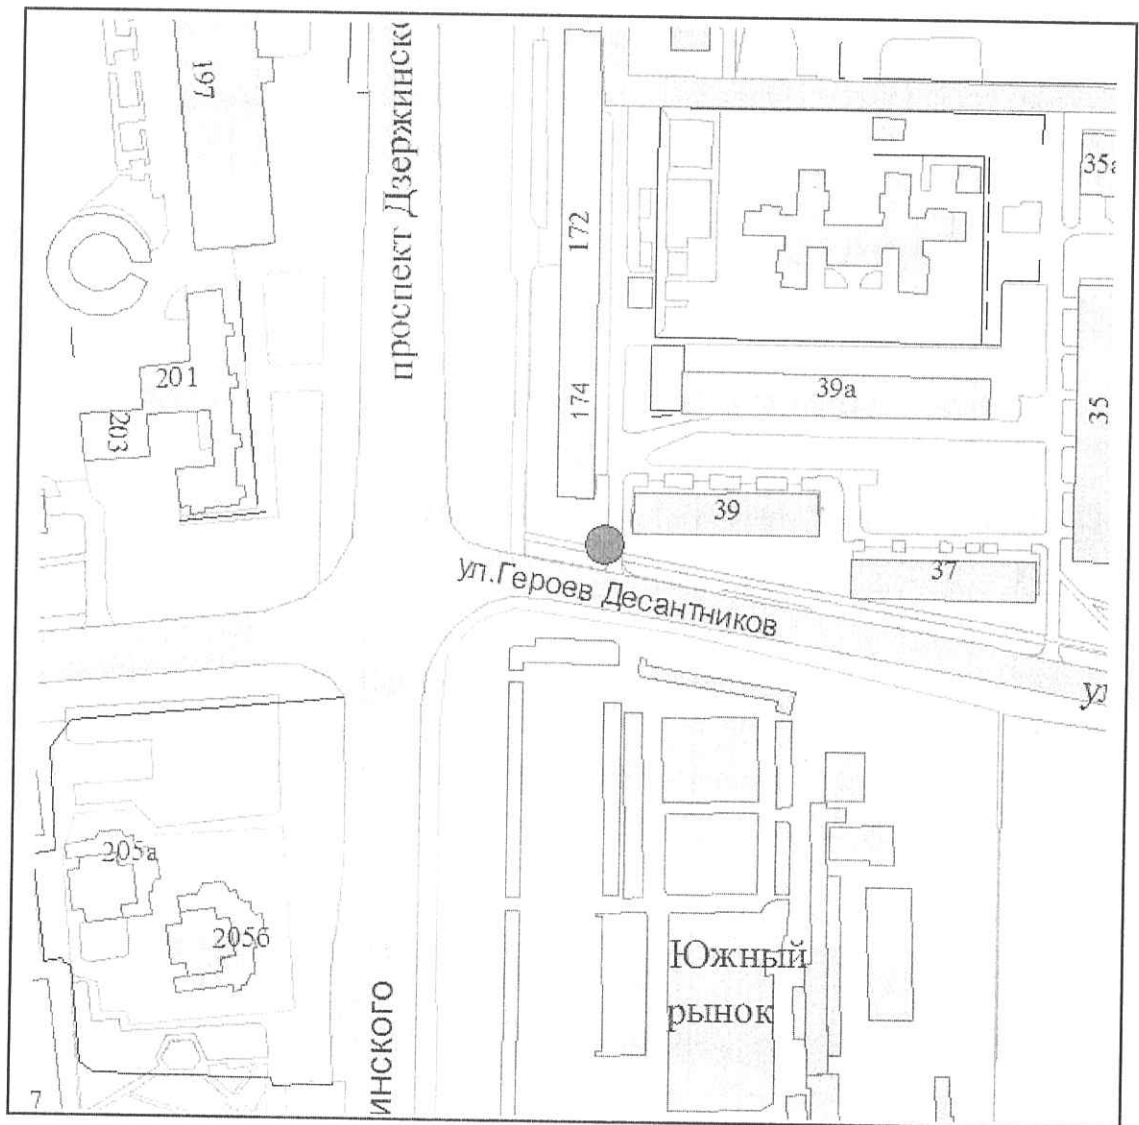 197
проспект Дзержинско
172
35а
201
203
174
39а
35
39
37
ул.Героев Десантников
ул
205а
205б
Южный
рынок
инского
7